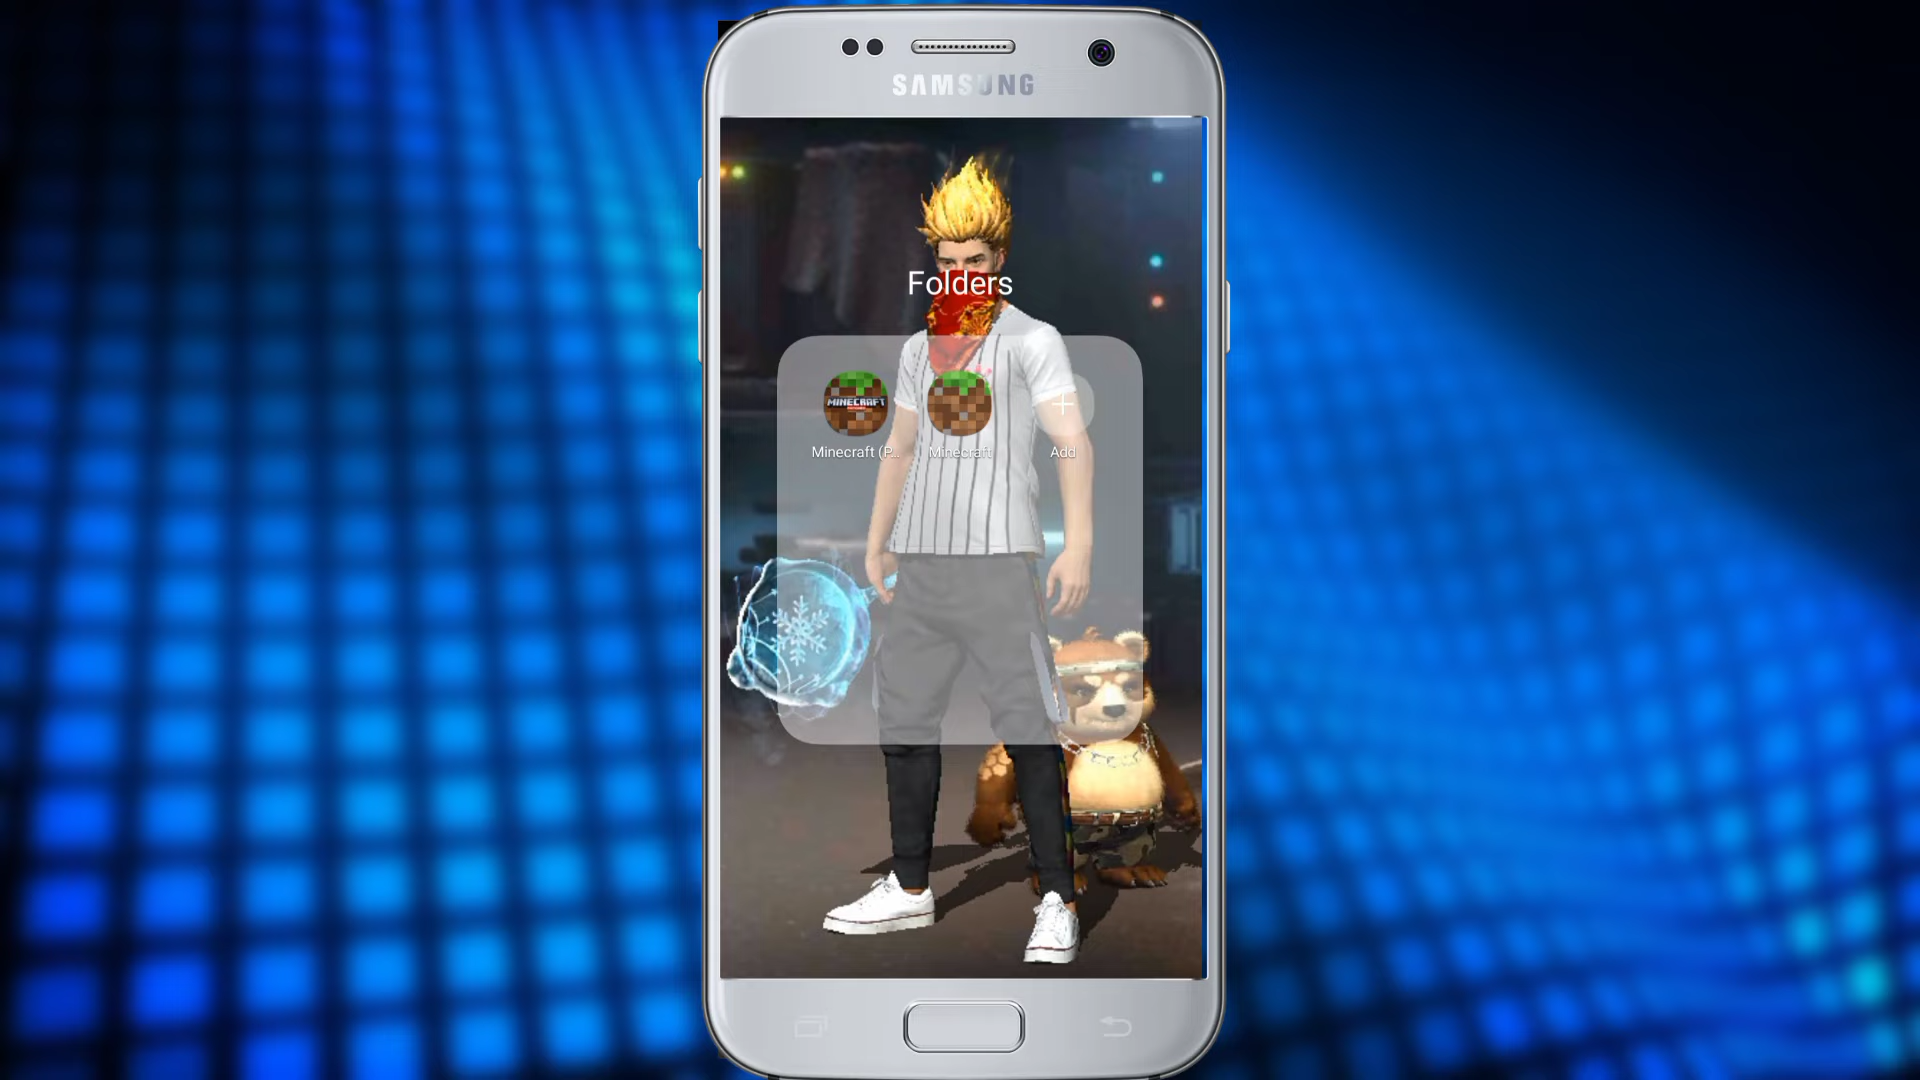 SAMSUNG
Folders
MINECRAFT
Minecraft (P...
Minecraft
Add